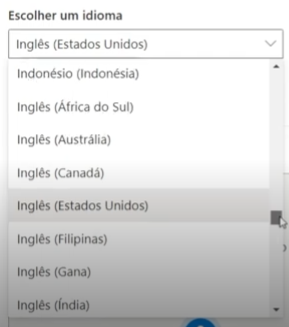 Escolher um idioma
Inglês (Estados Unidos)
Indonésio (Indonésia)
Inglês (África do Sul)
Inglês (Austrália)
Inglês (Canadá)
Inglês (Estados Unidos)
Inglês (Filipinas)
Inglês (Gana)
Inglês (Índia)